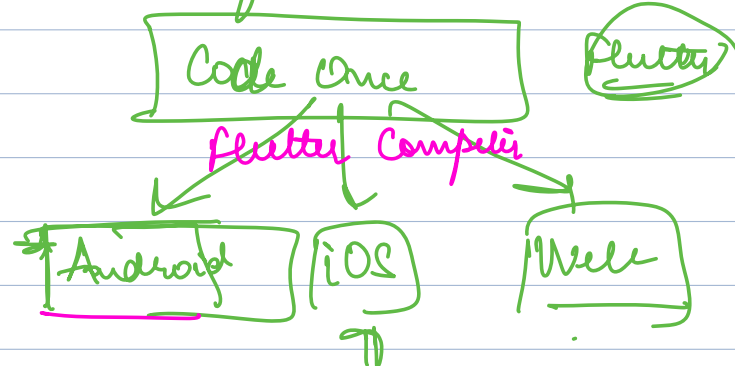 Code Once
Flutter
Flutter Compiler
Android
iOS
Web